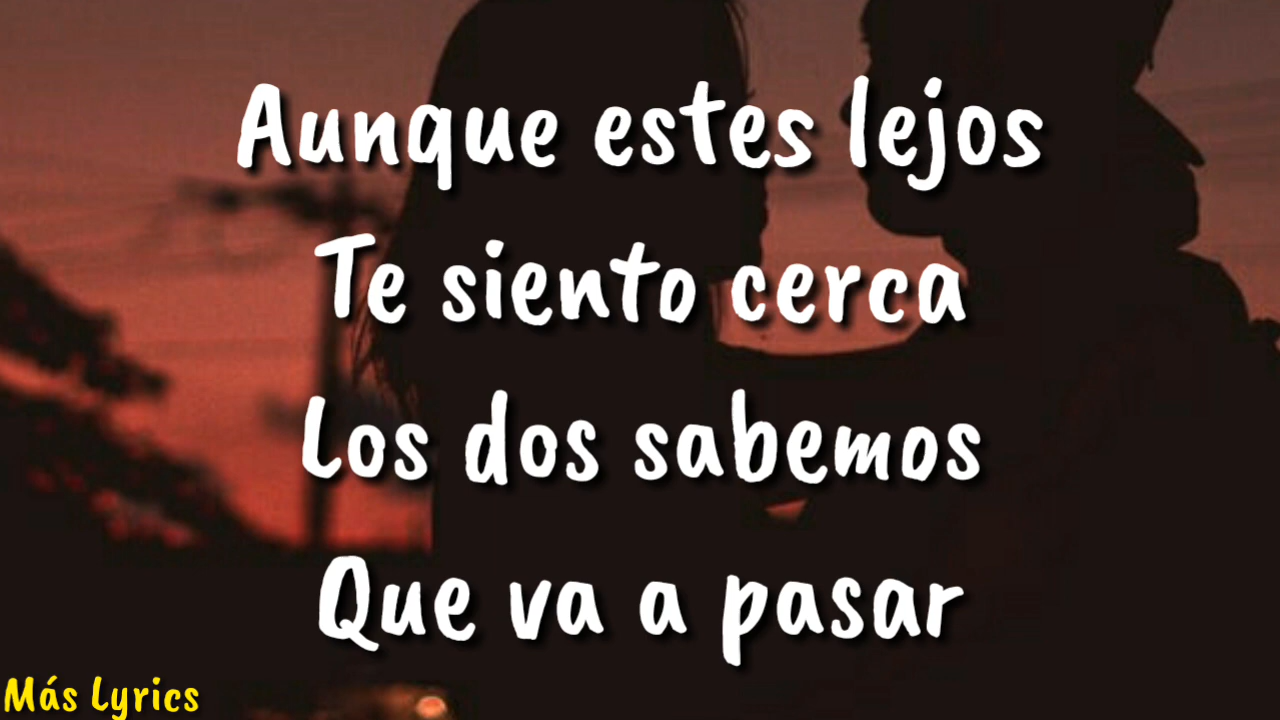 Aunque estes lejos
Te siento cerca
Los dos sabemos
Que va a pasar
Más Lyrics